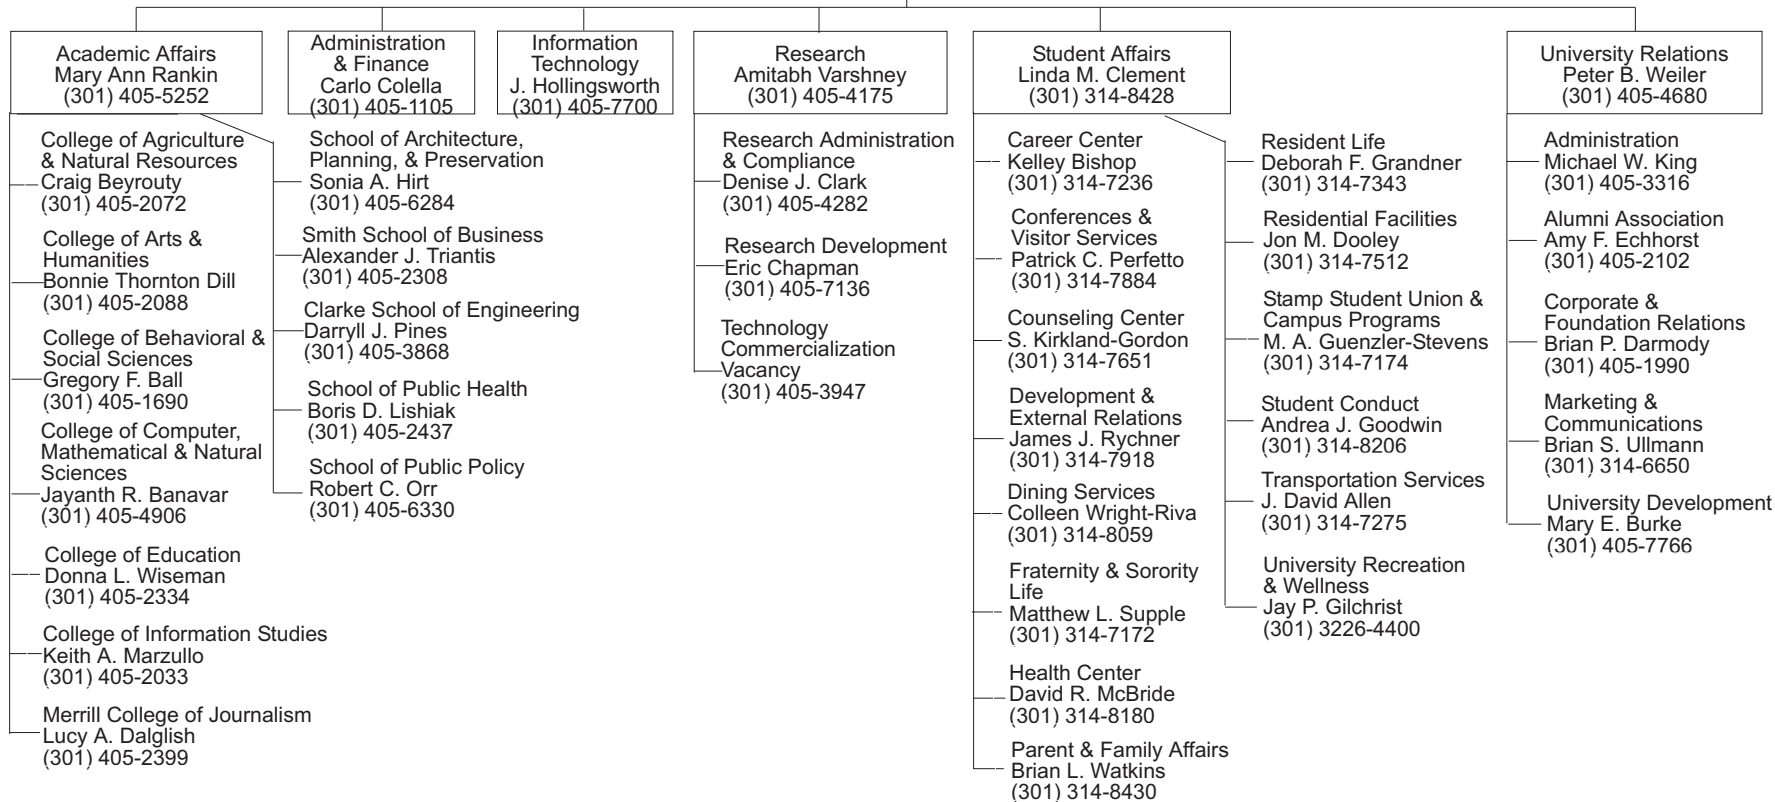 Academic Affairs
Mary Ann Rankin
(301) 405-5252
College of Agriculture
& Natural Resources
Craig Beyrouty
(301) 405-2072
College of Arts &
Humanities
Bonnie Thornton Dill
(301) 405-2088
College of Behavioral &
Social Sciences
Gregory F. Ball
(301) 405-1690
College of Computer,
Mathematical & Natural
Sciences
Jayanth R. Banavar
(301) 405-4906
College of Education
Donna L. Wiseman
(301) 405-2334
College of Information Studies
Keith A. Marzullo
(301) 405-2033
Merrill College of Journalism
Lucy A. Dalglish
(301) 405-2399
School of Architecture,
Planning, & Preservation
Sonia A. Hirt
(301) 405-6284
Smith School of Business
Alexander J. Triantis
(301) 405-2308
Clarke School of Engineering
Darryll J. Pines
(301) 405-3868
School of Public Health
Boris D. Lishiak
(301) 405-2437
School of Public Policy
Robert C. Orr
(301) 405-6330
Administration
& Finance
Carlo Colella
(301) 405-1105
Information
Technology
J. Hollingsworth
(301) 405-7700
Research
Amitabh Varshney
(301) 405-4175
Research Administration
& Compliance
Denise J. Clark
(301) 405-4282
Research Development
Eric Chapman
(301) 405-7136
Technology
Commercialization
Vacancy
(301) 405-3947
Student Affairs
Linda M. Clement
(301) 314-8428
Career Center
Kelley Bishop
(301) 314-7236
Conferences &
Visitor Services
Patrick C. Perfetto
(301) 314-7884
Counseling Center
S. Kirkland-Gordon
(301) 314-7651
Development &
External Relations
James J. Rychner
(301) 314-7918
Dining Services
Colleen Wright-Riva
(301) 314-8059
Fraternity & Sorority
Life
Matthew L. Supple
(301) 314-7172
Health Center
David R. McBride
(301) 314-8180
Parent & Family Affairs
Brian L. Watkins
(301) 314-8430
Resident Life
Deborah F. Grandner
(301) 314-7343
Residential Facilities
Jon M. Dooley
(301) 314-7512
Stamp Student Union &
Campus Programs
M. A. Guenzler-Stevens
(301) 314-7174
Student Conduct
Andrea J. Goodwin
(301) 314-8206
Transportation Services
J. David Allen
(301) 314-7275
University Recreation
& Wellness
Jay P. Gilchrist
(301) 3226-4400
University Relations
Peter B. Weiler
(301) 405-4680
Administration
Michael W. King
(301) 405-3316
Alumni Association
Amy F. Echhorst
(301) 405-2102
Corporate &
Foundation Relations
Brian P. Darmody
(301) 405-1990
Marketing &
Communications
Brian S. Ullmann
(301) 314-6650
University Development
Mary E. Burke
(301) 405-7766